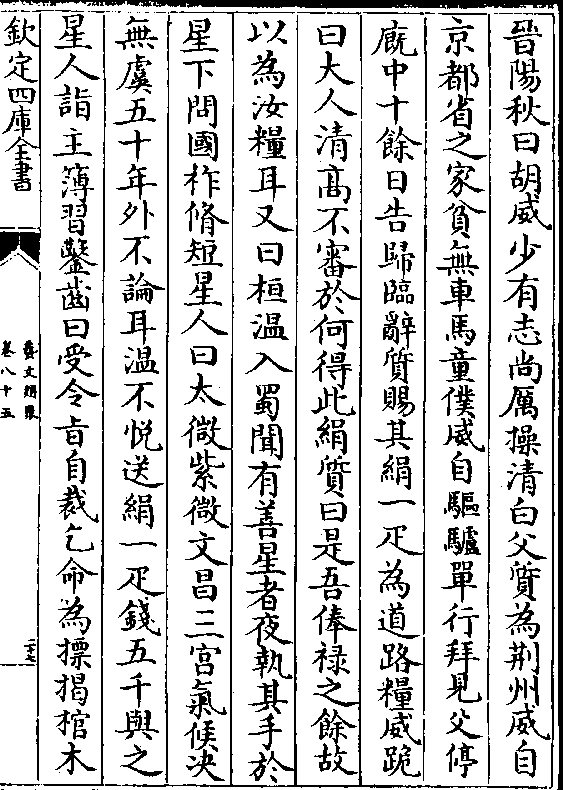 晉陽秋曰胡威少有志尚厲操清白父質為荆州威自
京都省之家貧無車馬童僕威自驅驢單行拜見父停
廐中十餘日告歸臨辭質賜其絹一疋為道路糧威跪
曰大人清髙不審於何得此絹質曰是吾俸禄之餘故
以為汝糧耳又曰桓温入蜀聞有善星者夜執其手於
星下問國柞脩短星人曰太微紫微文昌三宫氣候决
無虞五十年外不論耳温不悦送絹一疋錢五千與之
星人詣主簿習鑿齒曰受令㫖自裁乞命為摽揭棺木
欽定四庫全書
藝文類聚
卷八十五